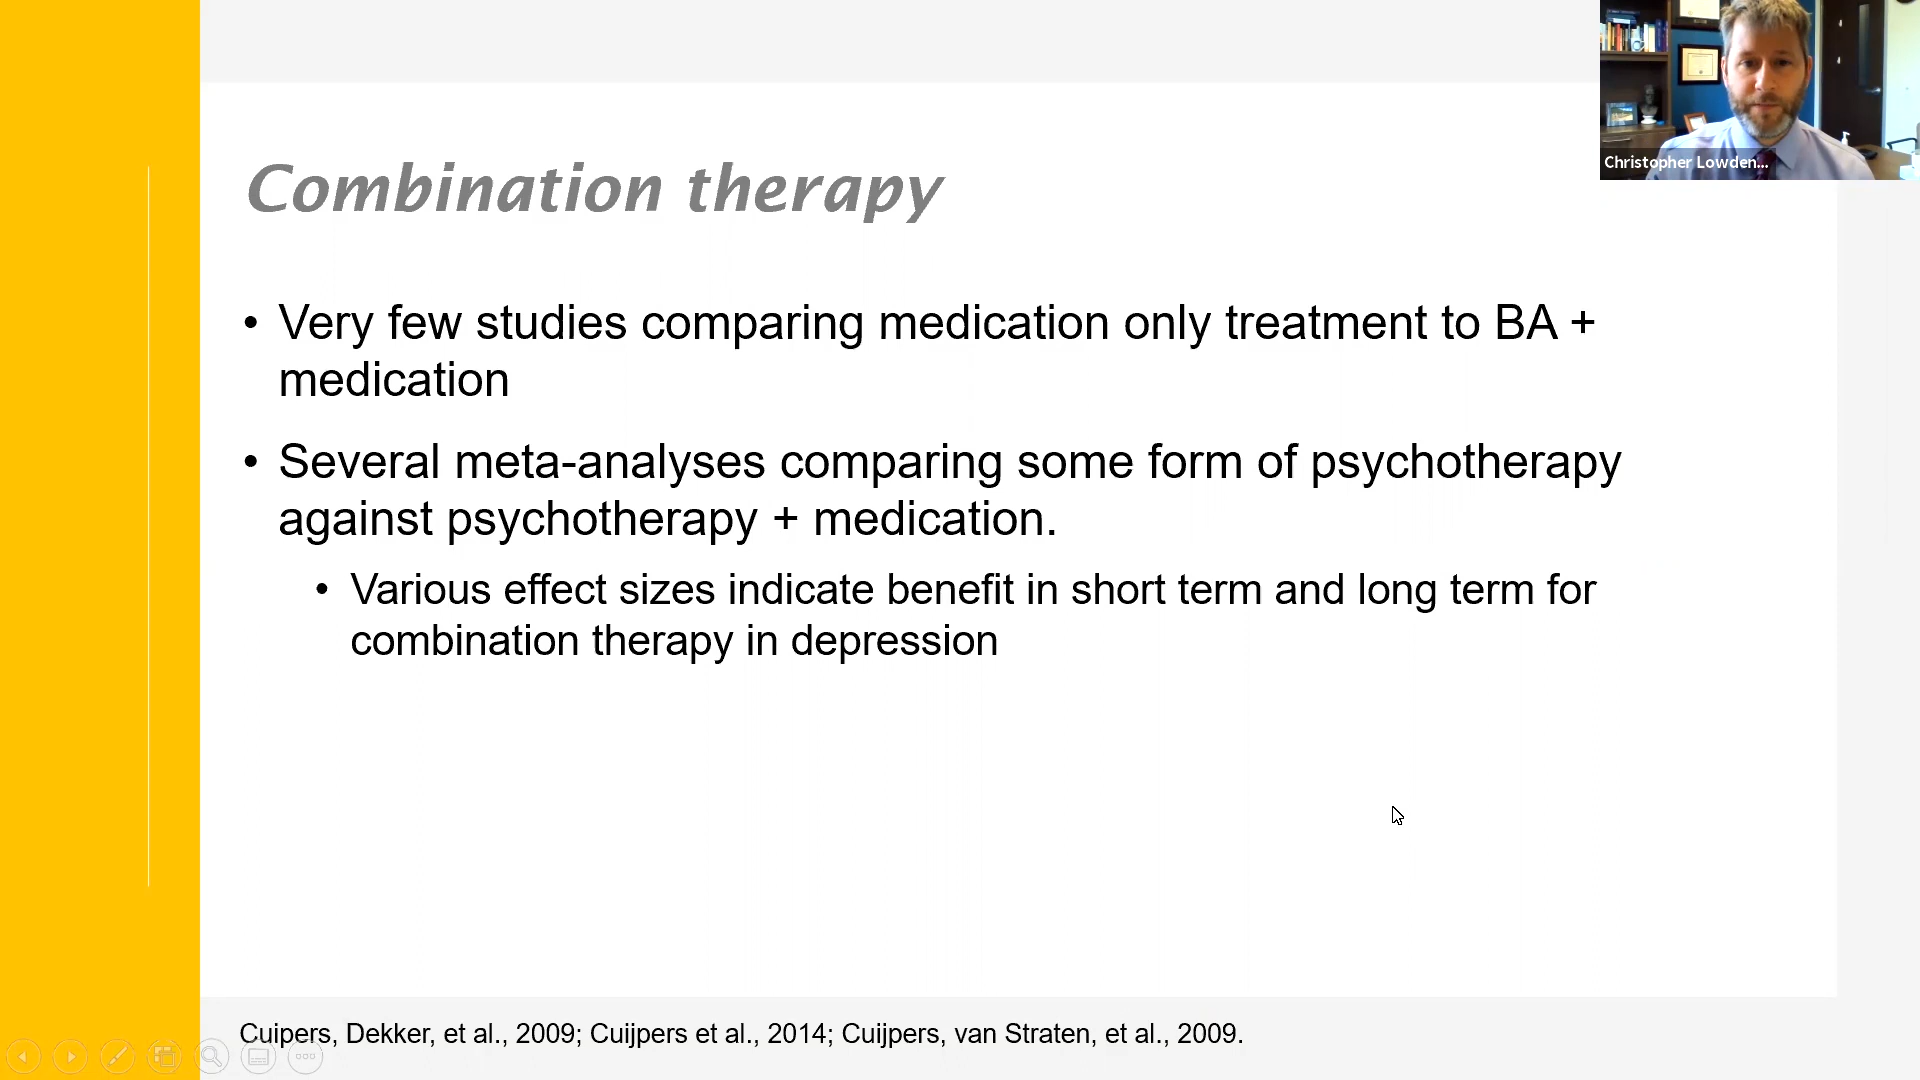 Christopher Lowden...
Combination therapy
• Very few studies comparing medication only treatment to BA +
medication
• Several meta-analyses comparing some form of psychotherapy
against psychotherapy + medication.
• Various effect sizes indicate benefit in short term and long term for
combination therapy in depression
Cuipers, Dekker, et al., 2009; Cuijpers et al., 2014; Cuijpers, van Straten, et al., 2009.